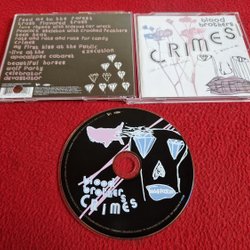 feed me to the forest
trash flavored trash
love rhymes with hideous car wreck
peacock skeleton with crooked feathers
teen heat
rats and rats and rats for candy
crimes
my first kiss at the public
execution
live at the
apocalypse cabaret
beautiful horses
wolf party
celebrator
devastator
blood
brothers
CRIMES
blood
brothers
CRIMES